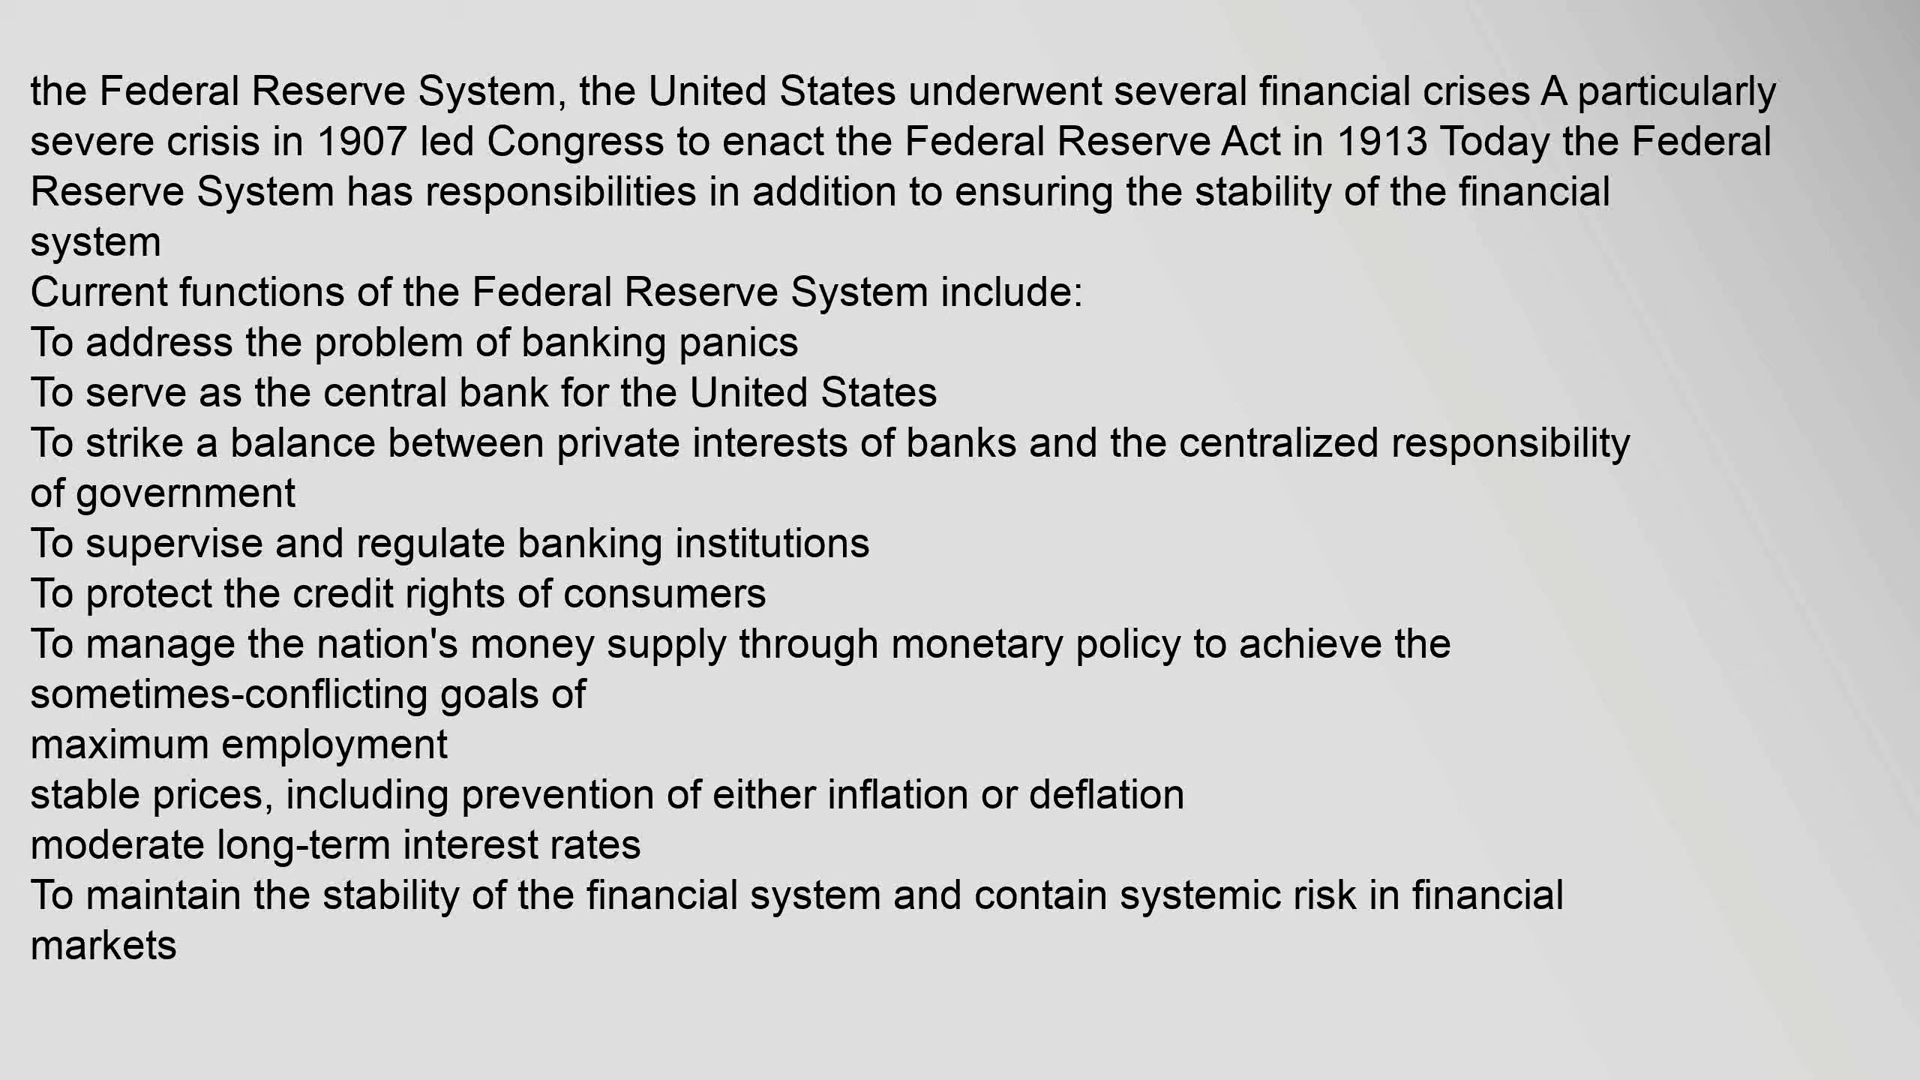 the Federal Reserve System, the United States underwent several financial crises A particularly
severe crisis in 1907 led Congress to enact the Federal Reserve Act in 1913 Today the Federal
Reserve System has responsibilities in addition to ensuring the stability of the financial
system
Current functions of the Federal Reserve System include:
To address the problem of banking panics
To serve as the central bank for the United States
To strike a balance between private interests of banks and the centralized responsibility
of government
To supervise and regulate banking institutions
To protect the credit rights of consumers
To manage the nation's money supply through monetary policy to achieve the
sometimes-conflicting goals of
maximum employment
stable prices, including prevention of either inflation or deflation
moderate long-term interest rates
To maintain the stability of the financial system and contain systemic risk in financial
markets